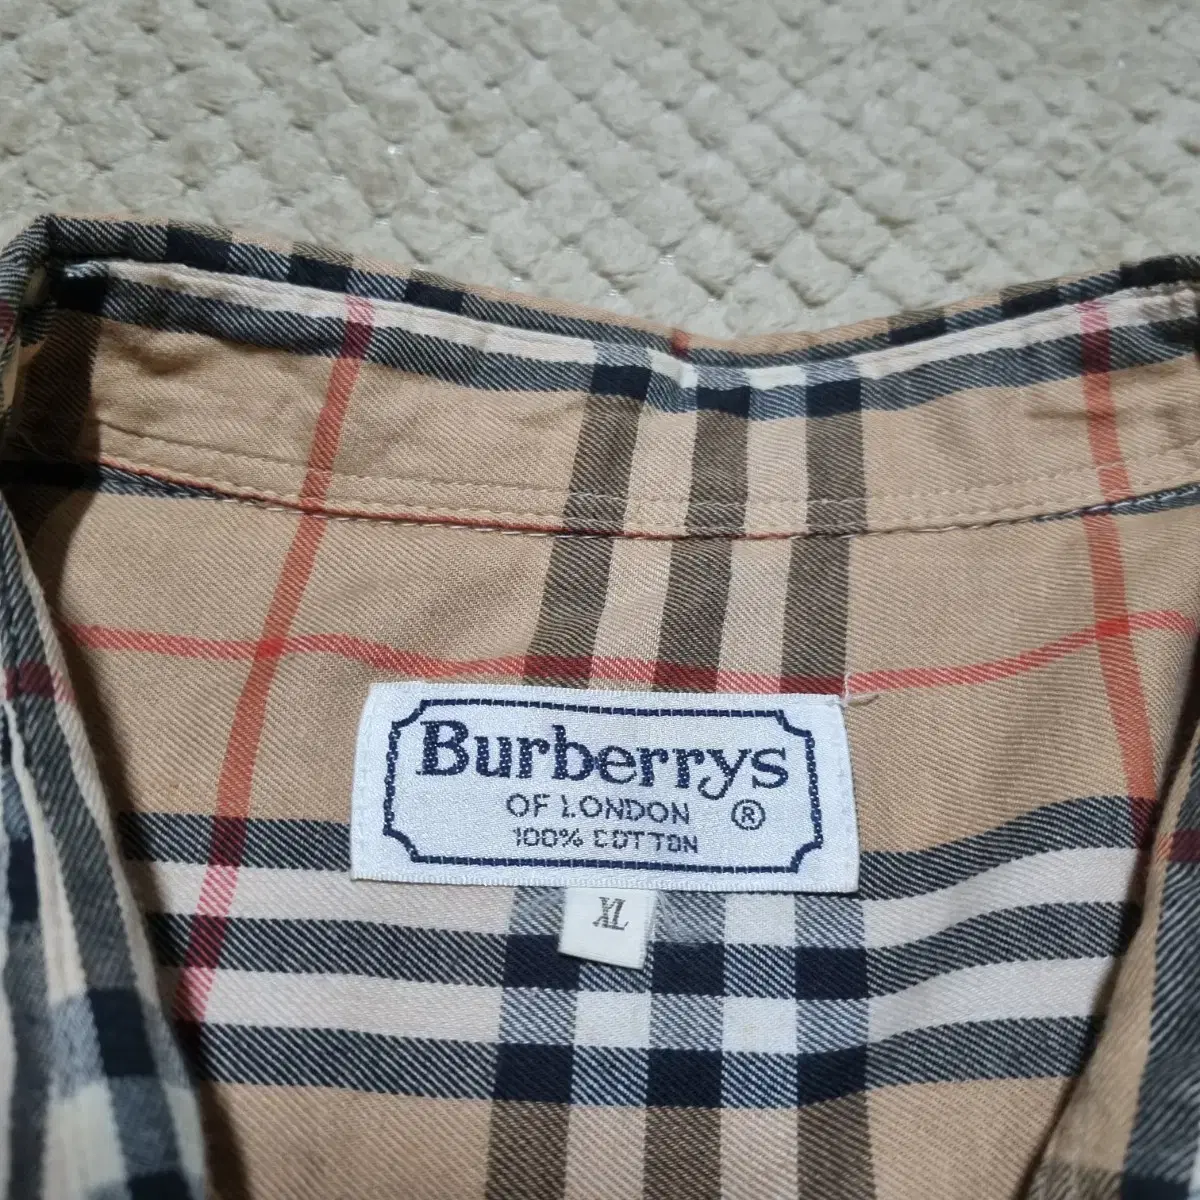 Burberrys
OF LONDON ®
100% COTTON
XL